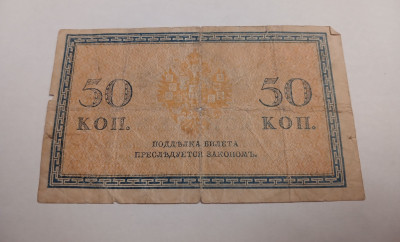 50 50
КОП. КОП.
ПОДДѢЛКА БИЛЕТА
ПРЕСЛѢДУЕТСЯ ЗАКОНОМЪ.